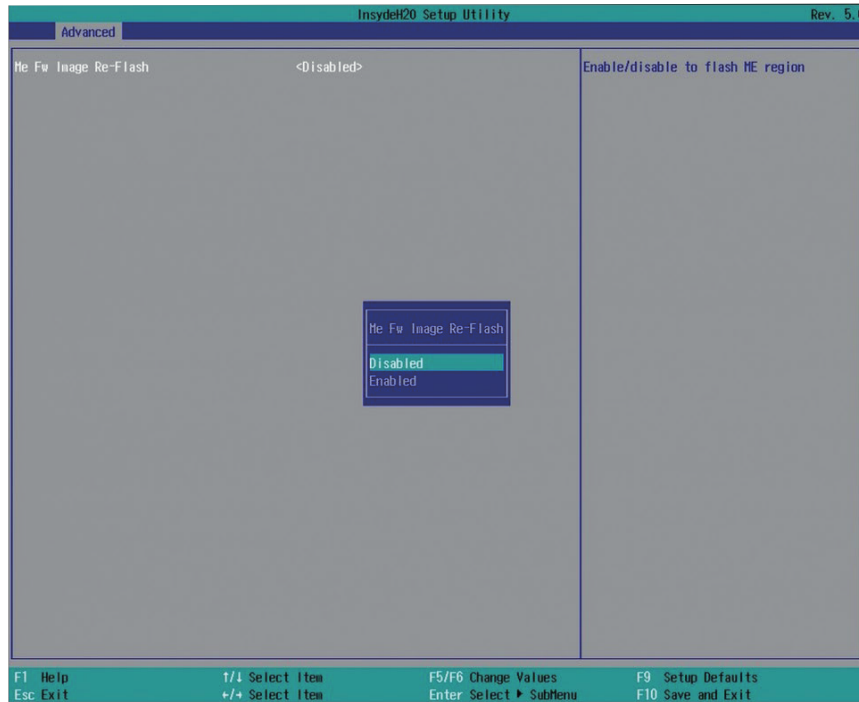 InsydeH20 Setup Utility Rev. 5.
Advanced
Me Fw Image Re-Flash <Disabled> Enable/disable to flash ME region
Me Fw Image Re-Flash
Disabled
Enabled
F1 Help ↑/↓ Select Item F5/F6 Change Values F9 Setup Defaults
Esc Exit ←/→ Select Item Enter Select ▶ SubMenu F10 Save and Exit